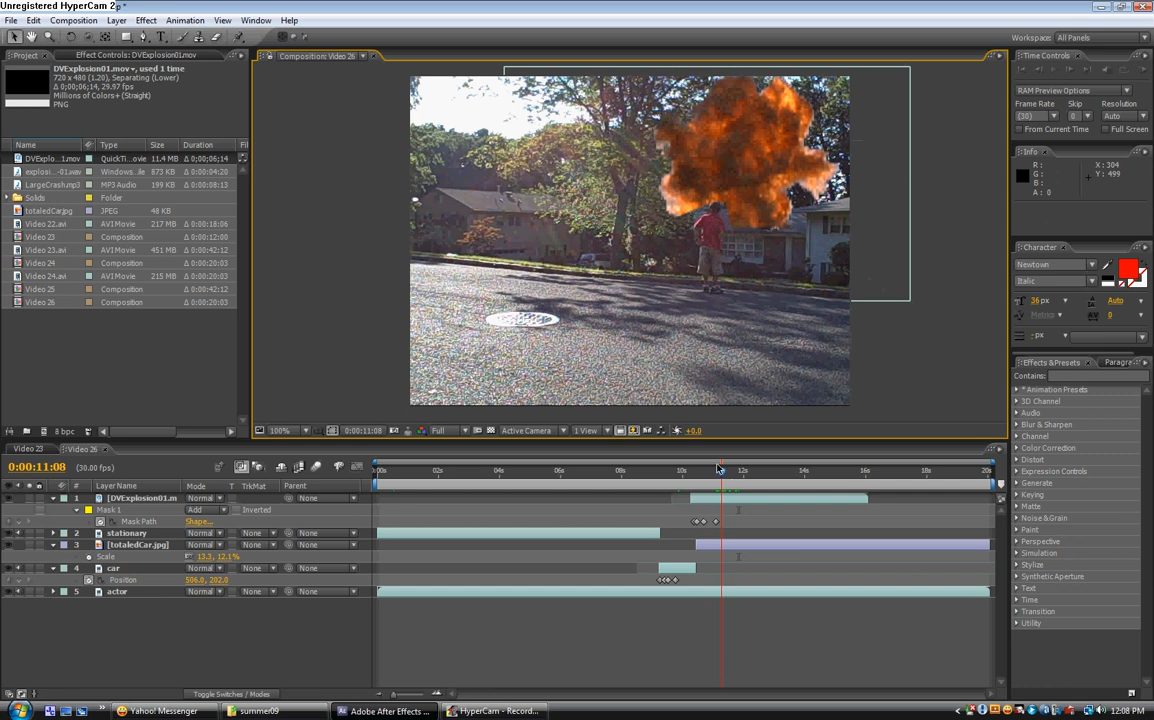 Unregistered HyperCam 2
File Edit Composition Layer Effect Animation View Window Help
Workspace: All Panels
Project
Effect Controls: DVExplosion01.mov
Composition: Video 26
Time Controls
DVExplosion01.mov, used 1 time
720 x 480 (1.20), Separating (Lower)
Δ 0;00;06;14, 29.97 fps
Millions of Colors+ (Straight)
PNG
RAM Preview Options
Frame Rate Skip Resolution
(30) 0 Auto
From Current Time Full Screen
Info
R: X: 304
G: Y: 499
B:
A: 0
Name Type Size Duration
DVExplo...1.mov QuickTi...ovie 11.4 MB Δ 0;00;06;14
explosi...-01.wav Windows...ile 873 KB Δ 0:00:04:20
LargeCrash.mp3 MP3 Audio 199 KB Δ 0:00:08:13
Solids Folder
totaledCar.jpg JPEG 48 KB
Video 22.avi AVI Movie 217 MB Δ 0:00:18:06
Video 23 Composition Δ 0:00:12:00
Video 23.avi AVI Movie 451 MB Δ 0:00:42:12
Video 24 Composition Δ 0:00:20:03
Video 24.avi AVI Movie 215 MB Δ 0:00:20:03
Video 25 Composition Δ 0:00:42:12
Video 26 Composition Δ 0:00:20:03
Character
Newtown
Italic
36 px Auto
Metrics 0
- px
Effects & Presets Paragra
Contains:
* Animation Presets
3D Channel
Audio
Blur & Sharpen
Channel
Color Correction
Distort
Expression Controls
Generate
Keying
Matte
Noise & Grain
Paint
Perspective
Simulation
Stylize
Synthetic Aperture
Text
Time
Transition
Utility
8 bpc
100% 0:00:11:08 Full Active Camera 1 View +0.0
Video 23 Video 26
0:00:11:08 (30.00 fps)
:00s 02s 04s 06s 08s 10s 12s 14s 16s 18s 20s
# Layer Name Mode T TrkMat Parent
1 [DVExplosion01.m Normal None
Mask 1 Add Inverted
Mask Path Shape...
2 stationary Normal None None
3 [totaledCar.jpg] Normal None None
Scale 13.3, 12.1%
4 car Normal None None
Position 506.0, 202.0
5 actor Normal None None
Toggle Switches / Modes
Yahoo! Messenger summer09 Adobe After Effects ... HyperCam - Record... 12:08 PM